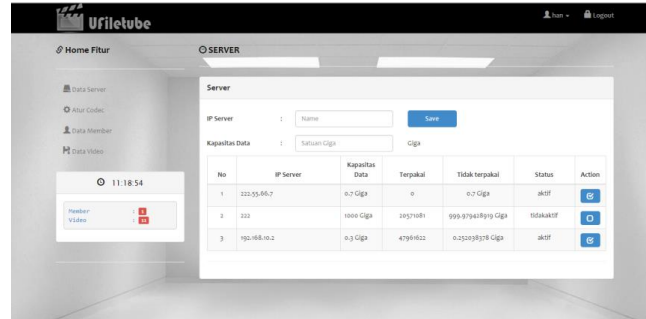 Ufiletube
han
Logout
Home Fitur
SERVER
Data Server
Atur Codec
Data Member
Data Video
11:18:54
Member :
Video :
Server
IP Server : Name Save
Kapasitas Data : Satuan Giga Giga
No IP Server Kapasitas Data Terpakai Tidak terpakai Status Action
1 222.55.66.7 0.7 Giga 0 0.7 Giga aktif
2 222 1000 Giga 20571081 999.979428919 Giga tidakaktif
3 192.168.10.2 0.3 Giga 47961622 0.252038378 Giga aktif